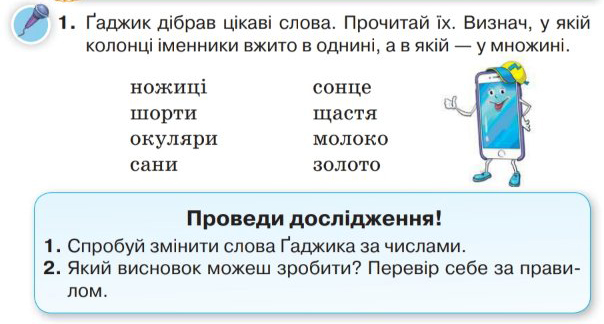 1. Ґаджик дібрав цікаві слова. Прочитай їх. Визнач, у якій
колонці іменники вжито в однині, а в якій — у множині.
ножиці сонце
шорти щастя
окуляри молоко
сани золото
Проведи дослідження!
1. Спробуй змінити слова Ґаджика за числами.
2. Який висновок можеш зробити? Перевір себе за прави-
лом.